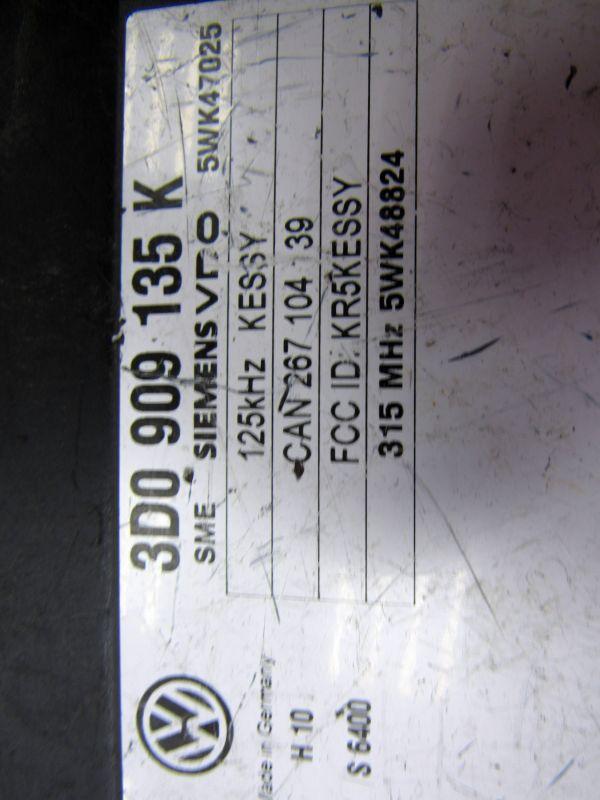 3D0 909 135 K
SME SIEMENS VDO 5WK47025
125kHz KESSY
CAN 267 104 39
FCC ID: KR5KESSY
315 MHz 5WK48824
Made in Germany
H 10
S 6400